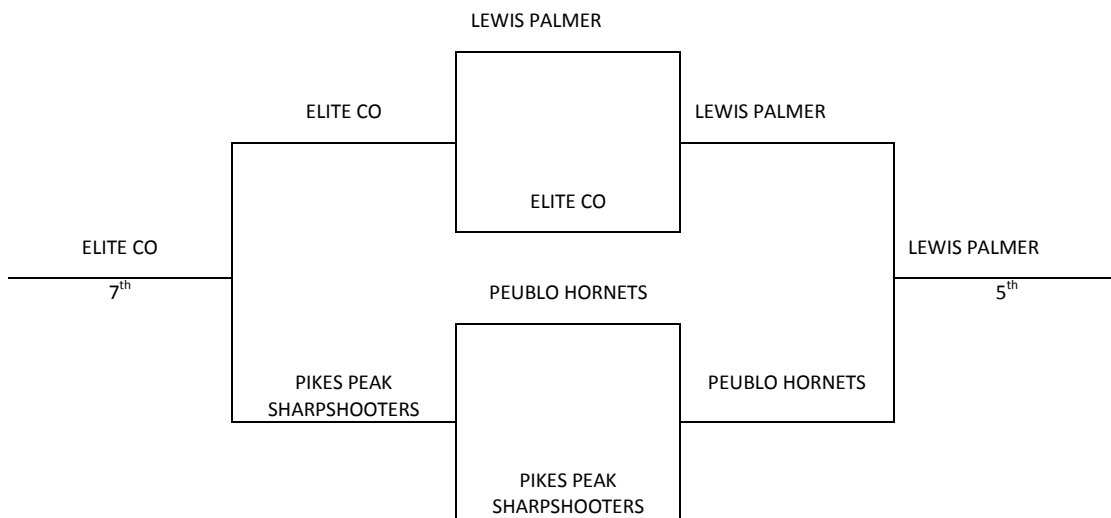 LEWIS PALMER
ELITE CO
LEWIS PALMER
ELITE CO
ELITE CO
LEWIS PALMER
7th
PEUBLO HORNETS
5th
PIKES PEAK
SHARPSHOOTERS
PEUBLO HORNETS
PIKES PEAK
SHARPSHOOTERS